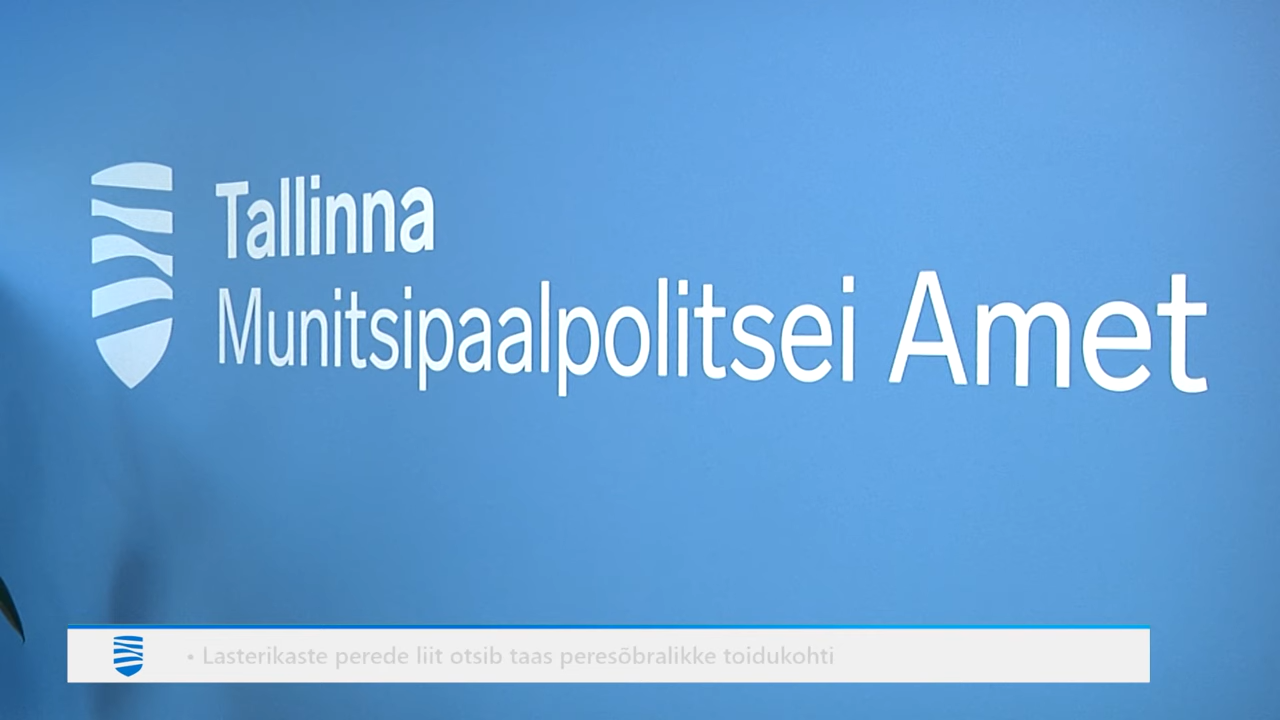 Tallinna
Munitsipaalpolitsei Amet
• Lasterikaste perede liit otsib taas peresõbralikke toidukohti